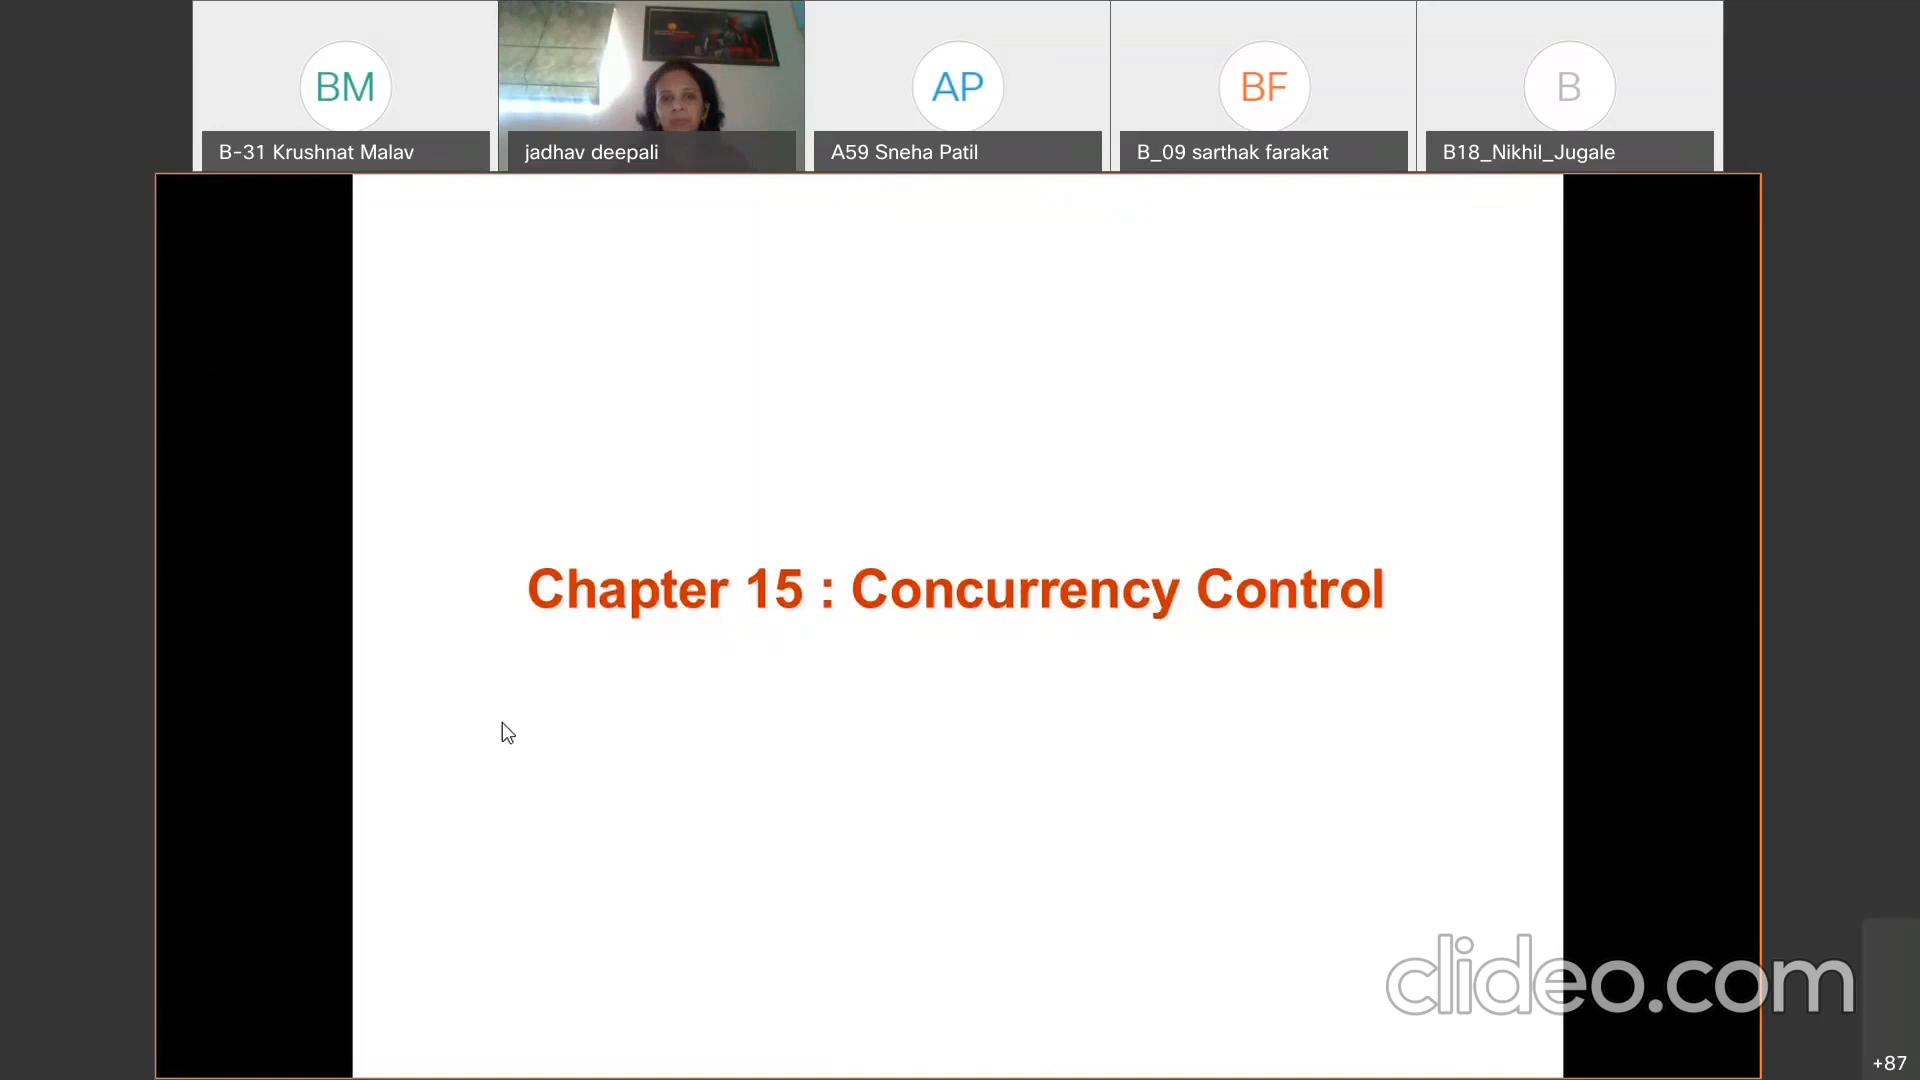 BM
AP
BF
B
B-31 Krushnat Malav
jadhav deepali
A59 Sneha Patil
B_09 sarthak farakat
B18_Nikhil_Jugale
Chapter 15 : Concurrency Control
clideo.com
+87